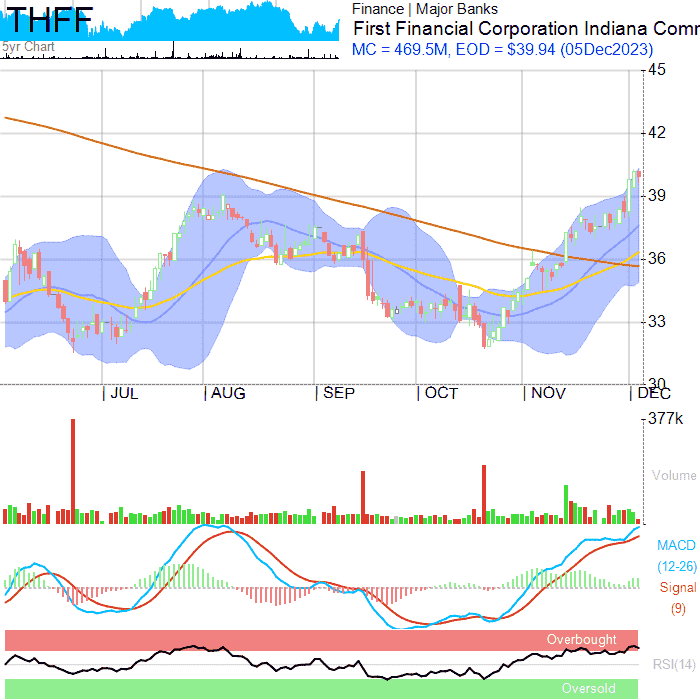 THFF
5yr Chart
Finance | Major Banks
First Financial Corporation Indiana Comm
MC = 469.5M, EOD = $39.94 (05Dec2023)
45
42
39
36
33
30
| JUL | AUG | SEP | OCT | NOV | DEC
377k
Volume
MACD
(12-26)
Signal
(9)
Overbought
RSI(14)
Oversold